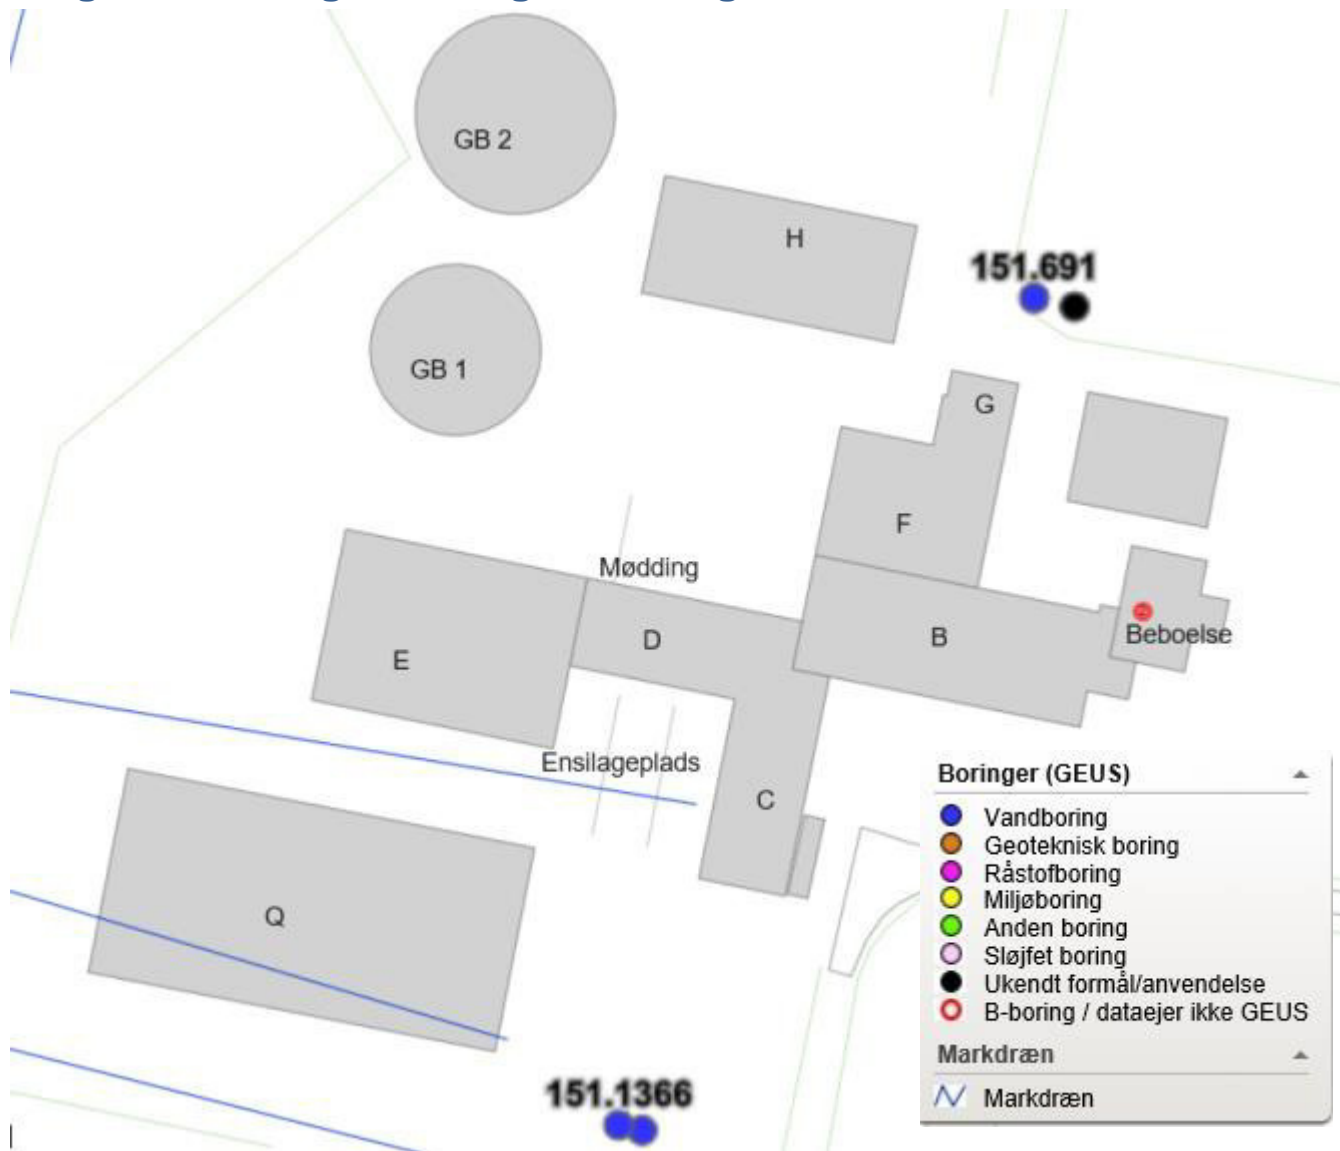 GB 2
H
151.691
GB 1
G
F
Mødding
D
B
Beboelse
E
Ensilageplads
C
Q
151.1366
Boringer (GEUS)
Vandboring
Geoteknisk boring
Råstofboring
Miljøboring
Anden boring
Sløjfet boring
Ukendt formål/anvendelse
B-boring / dataejer ikke GEUS
Markdræn
Markdræn